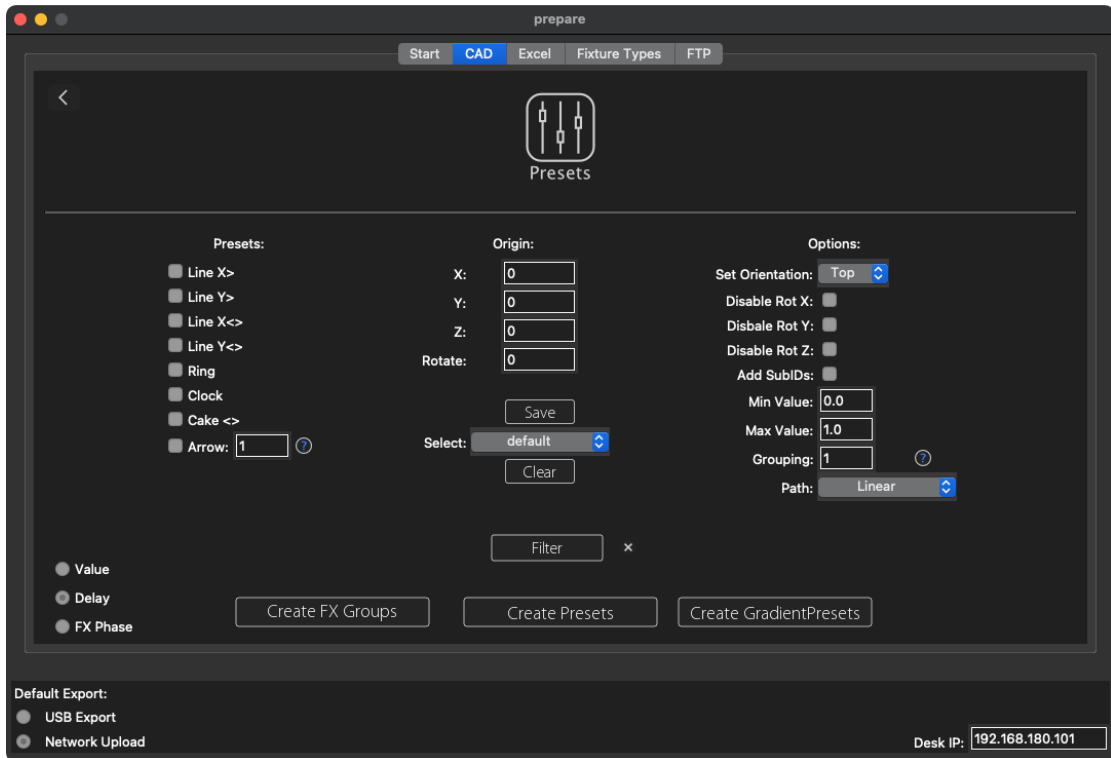 prepare
Start CAD Excel Fixture Types FTP
Presets
Presets:
Line X>
Line Y>
Line X<>
Line Y<>
Ring
Clock
Cake <>
Arrow: 1 ?
Origin:
X: 0
Y: 0
Z: 0
Rotate: 0
Save
Select: default
Clear
Options:
Set Orientation: Top
Disable Rot X:
Disbale Rot Y:
Disable Rot Z:
Add SubIDs:
Min Value: 0.0
Max Value: 1.0
Grouping: 1 ?
Path: Linear
Filter ×
Value
Delay
FX Phase
Create FX Groups Create Presets Create GradientPresets
Default Export:
USB Export
Network Upload
Desk IP: 192.168.180.101